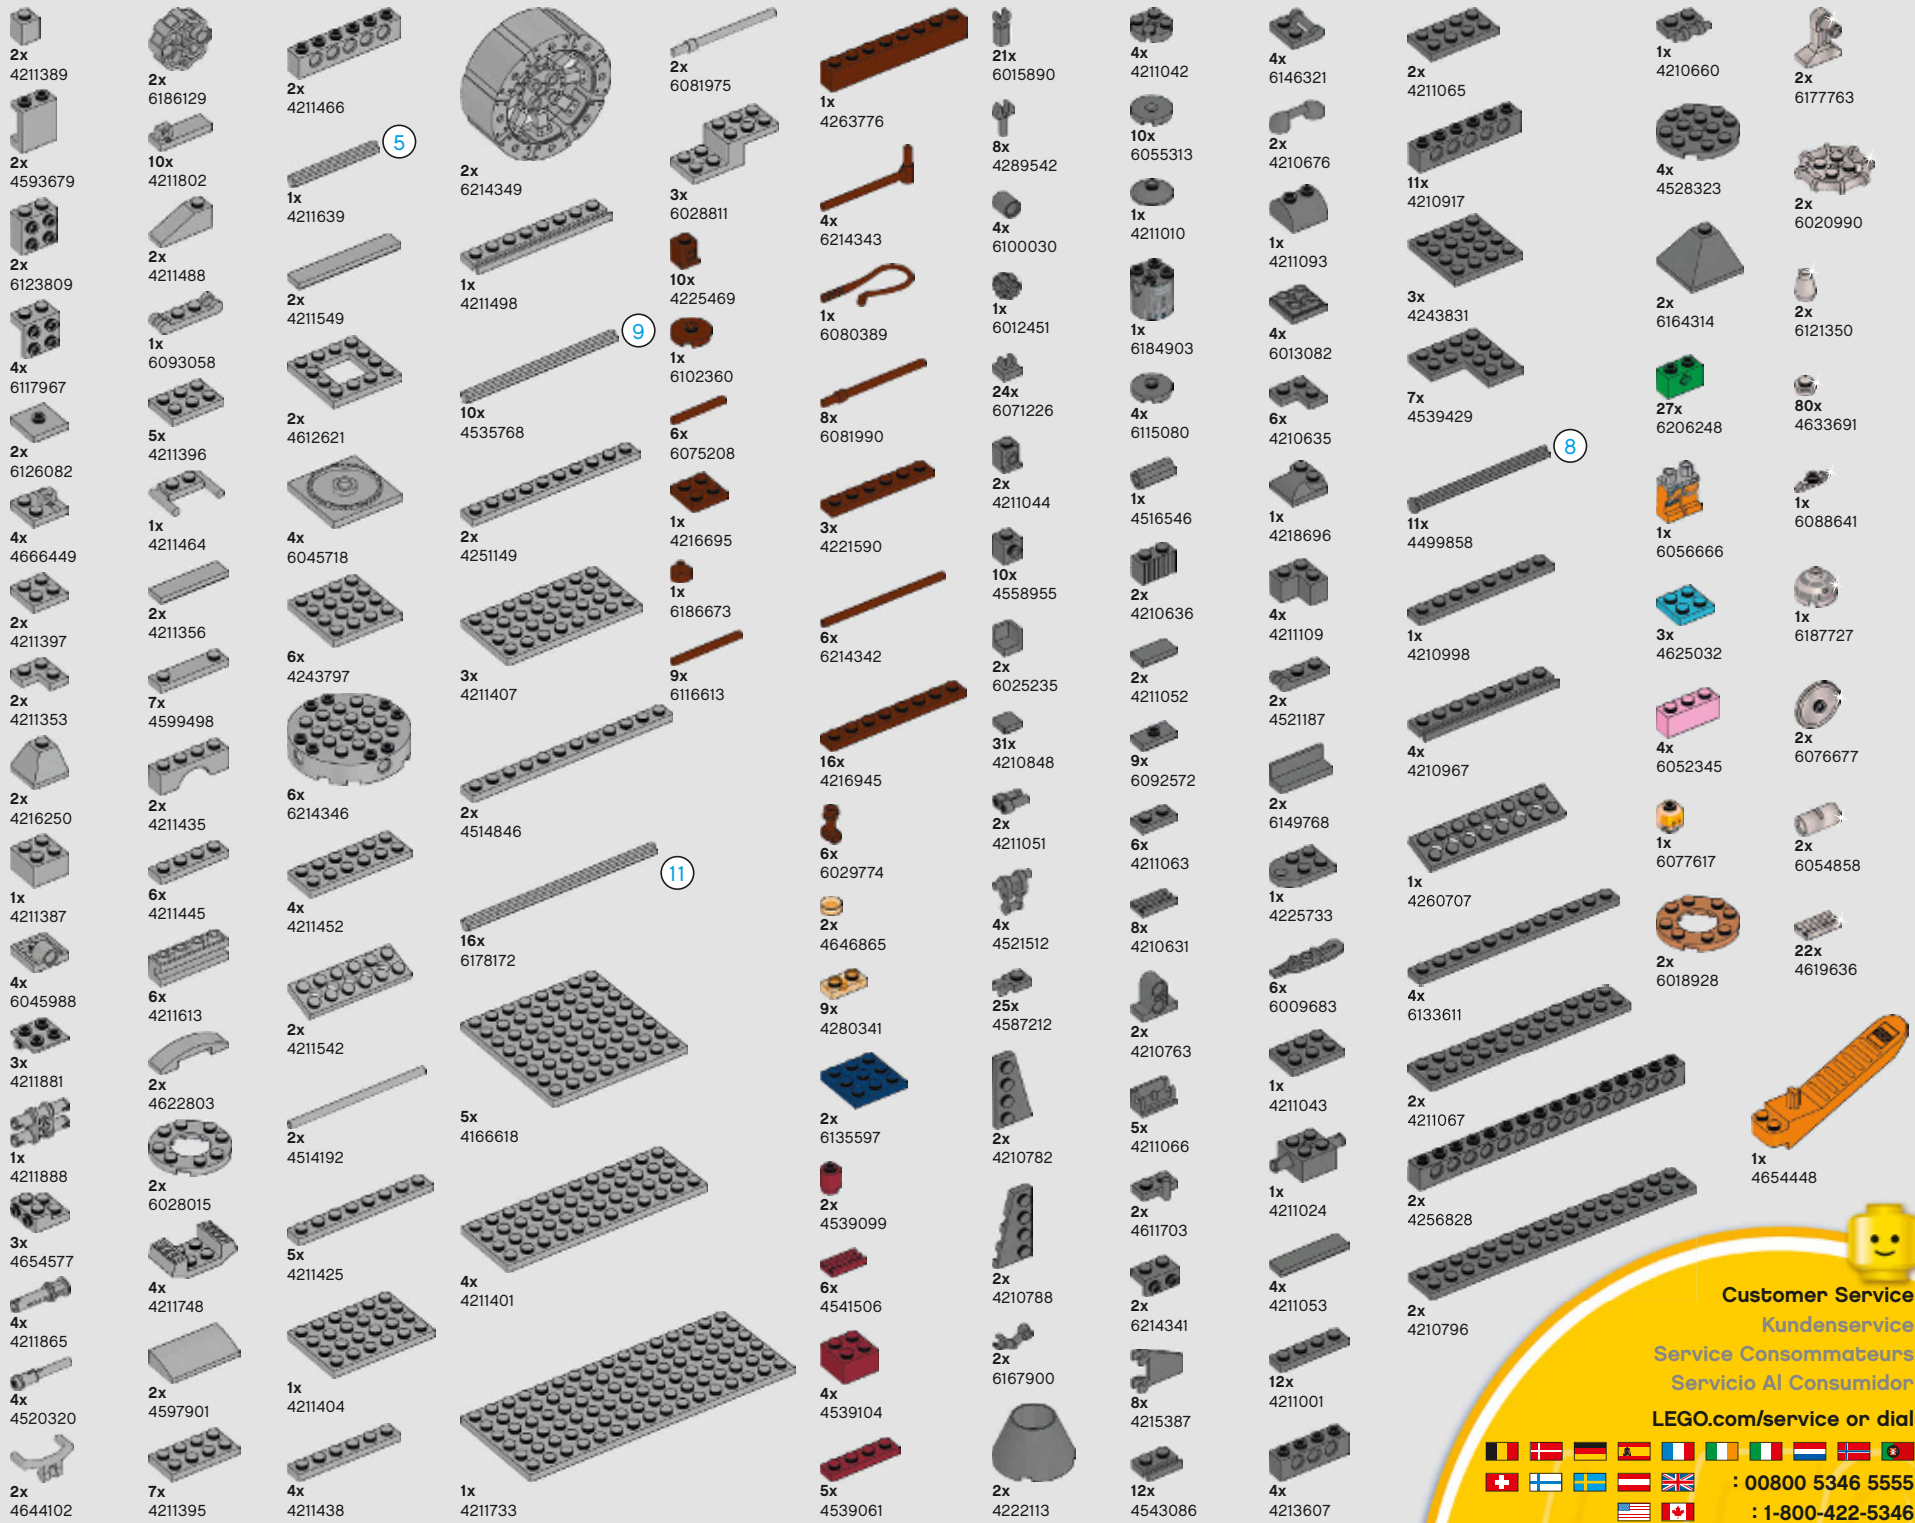 2x
4211389
2x
4593679
2x
6123809
4x
6117967
2x
6126082
4x
4666449
2x
4211397
2x
4211353
2x
4216250
1x
4211387
4x
6045988
3x
4211881
1x
4211888
3x
4654577
4x
4211865
4x
4520320
2x
4644102
2x
6186129
10x
4211802
2x
4211488
1x
6093058
5x
4211396
1x
4211464
2x
4211356
7x
4599498
2x
4211435
6x
4211445
6x
4211613
2x
4622803
2x
6028015
4x
4211748
2x
4597901
7x
4211395
2x
4211466
5
1x
4211639
2x
4211549
2x
4612621
4x
6045718
6x
4243797
6x
6214346
4x
4211452
2x
4211542
2x
4514192
5x
4211425
1x
4211404
4x
4211438
2x
6214349
1x
4211498
9
10x
4535768
2x
4251149
3x
4211407
2x
4514846
11
16x
6178172
5x
4166618
4x
4211401
1x
4211733
2x
6081975
3x
6028811
10x
4225469
1x
6102360
6x
6075208
1x
4216695
1x
6186673
9x
6116613
1x
4263776
4x
6214343
1x
6080389
8x
6081990
3x
4221590
6x
6214342
16x
4216945
6x
6029774
2x
4646865
9x
4280341
2x
6135597
2x
4539099
6x
4541506
4x
4539104
5x
4539061
21x
6015890
8x
4289542
4x
6100030
1x
6012451
24x
6071226
2x
4211044
10x
4558955
2x
6025235
31x
4210848
2x
4211051
4x
4521512
25x
4587212
2x
4210782
2x
4210788
2x
6167900
2x
4222113
4x
4211042
10x
6055313
1x
4211010
1x
6184903
4x
6115080
1x
4516546
2x
4210636
2x
4211052
9x
6092572
6x
4211063
8x
4210631
2x
4210763
5x
4211066
2x
4611703
2x
6214341
8x
4215387
12x
4543086
4x
6146321
2x
4210676
1x
4211093
4x
6013082
6x
4210635
1x
4218696
4x
4211109
2x
4521187
2x
6149768
1x
4225733
6x
6009683
1x
4211043
1x
4211024
4x
4211053
12x
4211001
4x
4213607
2x
4211065
11x
4210917
3x
4243831
7x
4539429
8
11x
4499858
1x
4210998
4x
4210967
1x
4260707
4x
6133611
2x
4211067
2x
4256828
2x
4210796
1x
4210660
4x
4528323
2x
6164314
27x
6206248
1x
6056666
3x
4625032
4x
6052345
1x
6077617
2x
6018928
2x
6177763
2x
6020990
2x
6121350
80x
4633691
1x
6088641
1x
6187727
2x
6076677
2x
6054858
22x
4619636
1x
4654448
Customer Service
Kundenservice
Service Consommateurs
Servicio Al Consumidor
LEGO.com/service or dial
: 00800 5346 5555
: 1-800-422-5346